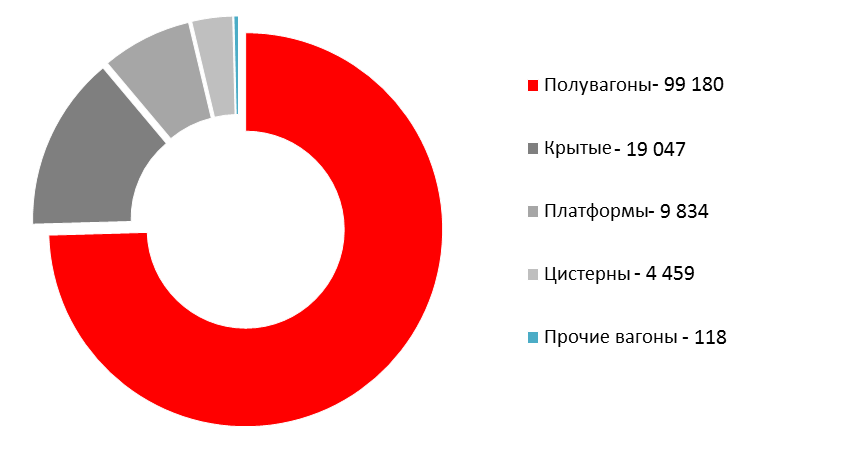 Полувагоны- 99 180
Крытые - 19 047
Платформы- 9 834
Цистерны - 4 459
Прочие вагоны - 118